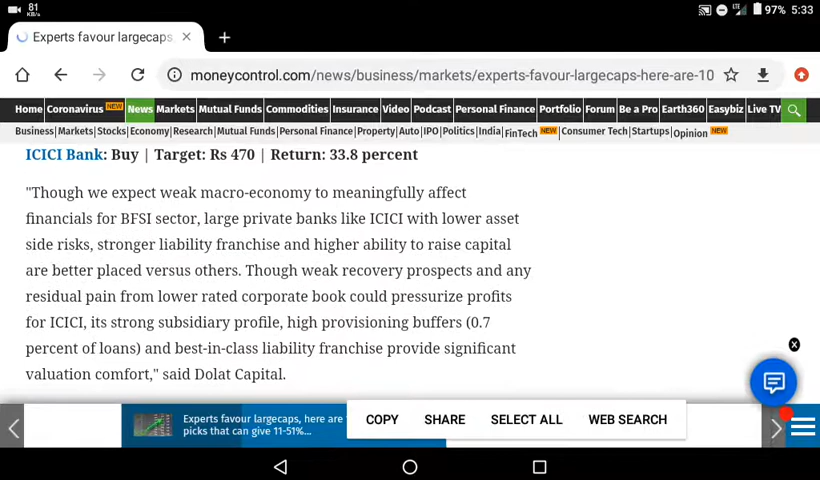 81
KB/s
LTE
97% 5:33
Experts favour largecaps,
moneycontrol.com/news/business/markets/experts-favour-largecaps-here-are-10
Home Coronavirus NEW News Markets Mutual Funds Commodities Insurance Video Podcast Personal Finance Portfolio Forum Be a Pro Earth360 Easybiz Live TV
Business| Markets| Stocks| Economy| Research| Mutual Funds| Personal Finance| Property| Auto| IPO| Politics| India| FinTech NEW | Consumer Tech| Startups| Opinion NEW
ICICI Bank: Buy | Target: Rs 470 | Return: 33.8 percent
"Though we expect weak macro-economy to meaningfully affect
financials for BFSI sector, large private banks like ICICI with lower asset
side risks, stronger liability franchise and higher ability to raise capital
are better placed versus others. Though weak recovery prospects and any
residual pain from lower rated corporate book could pressurize profits
for ICICI, its strong subsidiary profile, high provisioning buffers (0.7
percent of loans) and best-in-class liability franchise provide significant
valuation comfort," said Dolat Capital.
Experts favour largecaps, here are
picks that can give 11-51%...
COPY SHARE SELECT ALL WEB SEARCH